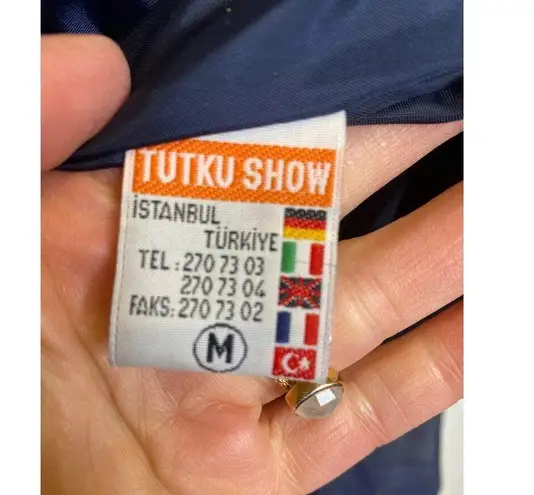 TUTKU SHOW
İSTANBUL
TÜRKİYE
TEL : 270 73 03
270 73 04
FAKS: 270 73 02
M